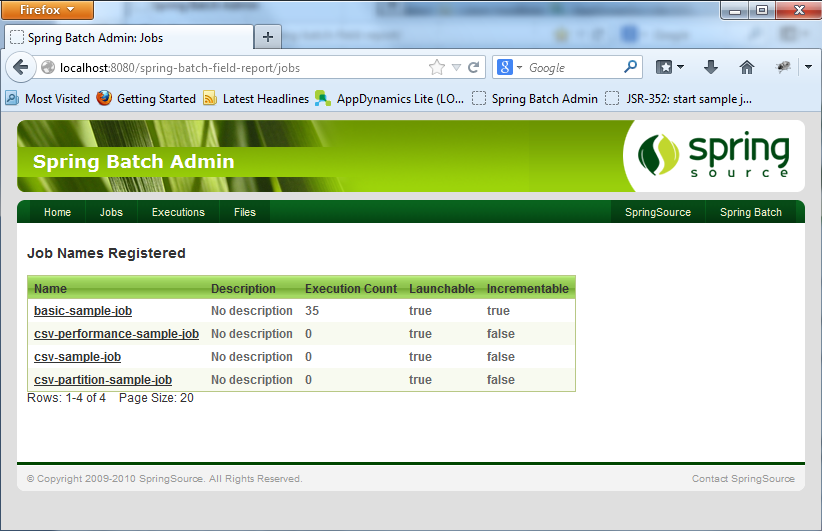 Firefox
Spring Batch Admin: Jobs
localhost:8080/spring-batch-field-report/jobs
Google
Most Visited Getting Started Latest Headlines AppDynamics Lite (LO... Spring Batch Admin JSR-352: start sample j...
Spring Batch Admin
spring
source
Home Jobs Executions Files SpringSource Spring Batch
Job Names Registered
Name Description Execution Count Launchable Incrementable
basic-sample-job No description 35 true true
csv-performance-sample-job No description 0 true false
csv-sample-job No description 0 true false
csv-partition-sample-job No description 0 true false
Rows: 1-4 of 4 Page Size: 20
© Copyright 2009-2010 SpringSource. All Rights Reserved. Contact SpringSource